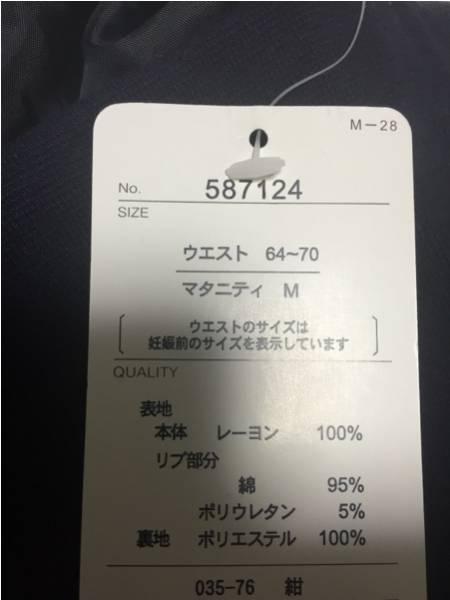 M-28
No. 587124
SIZE
ウエスト 64~70
マタニティ M
ウエストのサイズは
妊娠前のサイズを表示しています
QUALITY
表地
本体 レーヨン 100%
リブ部分
綿 95%
ポリウレタン 5%
裏地 ポリエステル 100%
035-76 紺